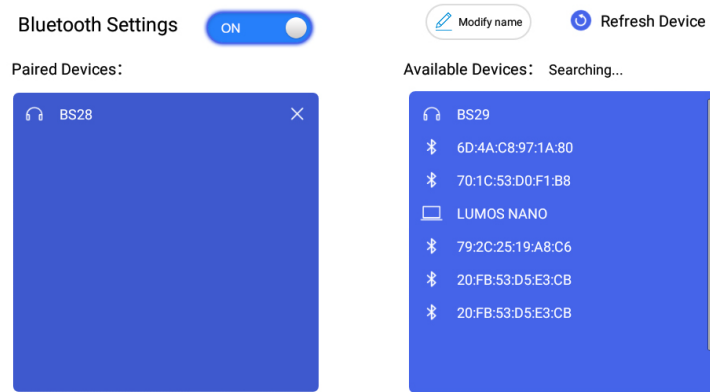 Bluetooth Settings ON
Modify name
Refresh Device
Paired Devices:
BS28
Available Devices: Searching...
BS29
6D:4A:C8:97:1A:80
70:1C:53:D0:F1:B8
LUMOS NANO
79:2C:25:19:A8:C6
20:FB:53:D5:E3:CB
20:FB:53:D5:E3:CB